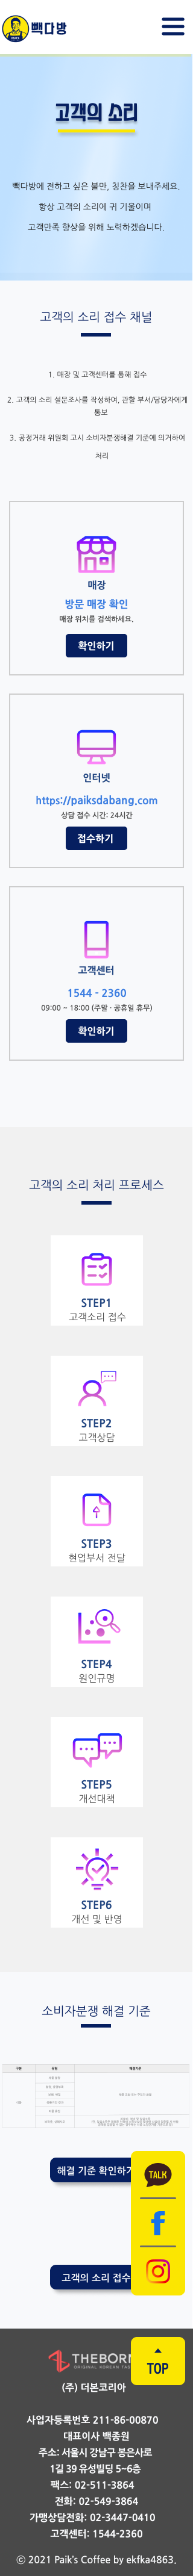 빽다방
고객의 소리
빽다방에 전하고 싶은 불만, 칭찬을 보내주세요.
항상 고객의 소리에 귀 기울이며
고객만족 향상을 위해 노력하겠습니다.
고객의 소리 접수 채널
1. 매장 및 고객센터를 통해 접수
2. 고객의 소리 설문조사를 작성하여, 관할 부서/담당자에게
통보
3. 공정거래 위원회 고시 소비자분쟁해결 기준에 의거하여
처리
매장
방문 매장 확인
매장 위치를 검색하세요.
확인하기
인터넷
https://paiksdabang.com
상담 접수 시간: 24시간
접수하기
고객센터
1544 - 2360
09:00 ~ 18:00 (주말 · 공휴일 휴무)
확인하기
고객의 소리 처리 프로세스
STEP1
고객소리 접수
STEP2
고객상담
STEP3
현업부서 전달
STEP4
원인규명
STEP5
개선대책
STEP6
개선 및 반영
소비자분쟁 해결 기준
구분 유형 해결기준
해결 기준 확인하기
TALK
고객의 소리 접수
TOP
THEBORN
(주) 더본코리아
사업자등록번호 211-86-00870
대표이사 백종원
주소: 서울시 강남구 봉은사로
1길 39 유성빌딩 5~6층
팩스: 02-511-3864
전화: 02-549-3864
가맹상담전화: 02-3447-0410
고객센터: 1544-2360
ⓒ 2021 Paik's Coffee by ekfka4863.